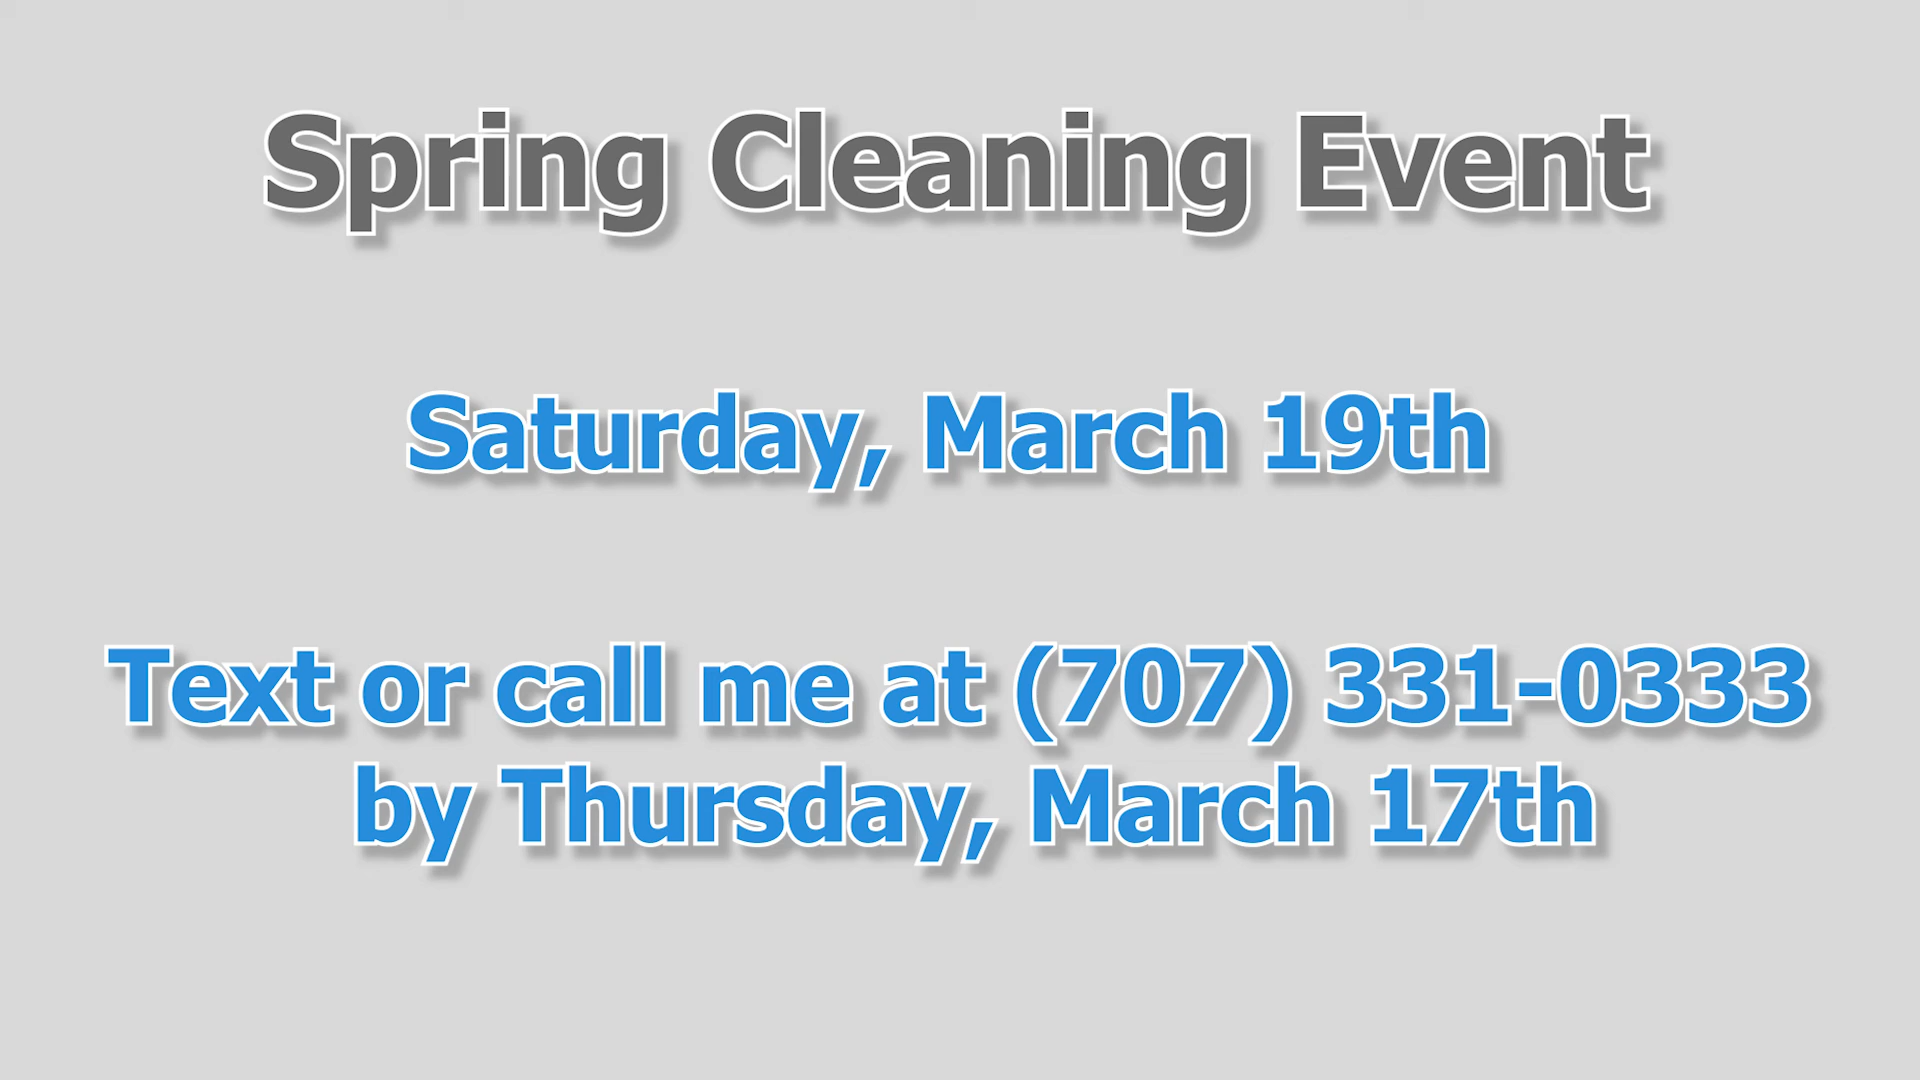 Spring Cleaning Event
Saturday, March 19th
Text or call me at (707) 331-0333
by Thursday, March 17th